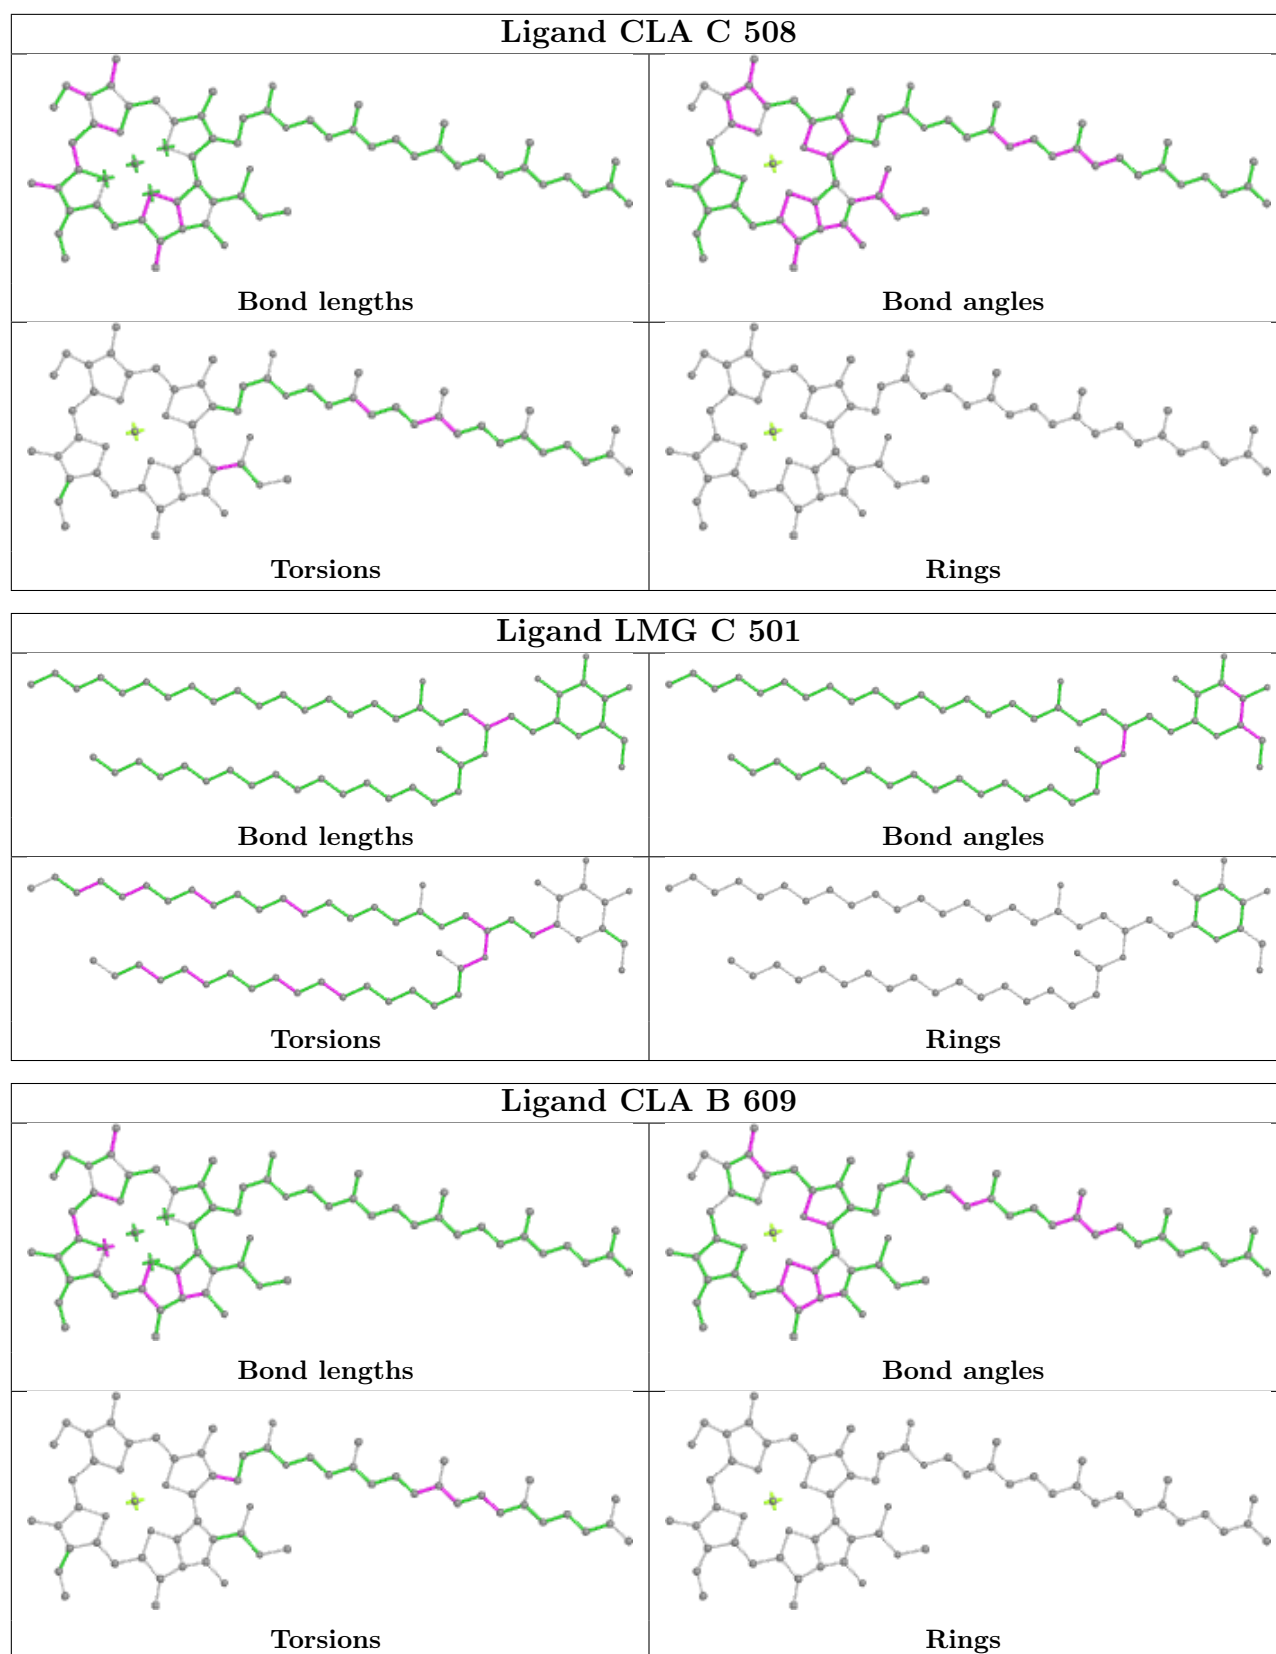 Ligand CLA C 508
Bond lengths
Bond angles
Torsions
Rings
Ligand LMG C 501
Bond lengths
Bond angles
Torsions
Rings
Ligand CLA B 609
Bond lengths
Bond angles
Torsions
Rings